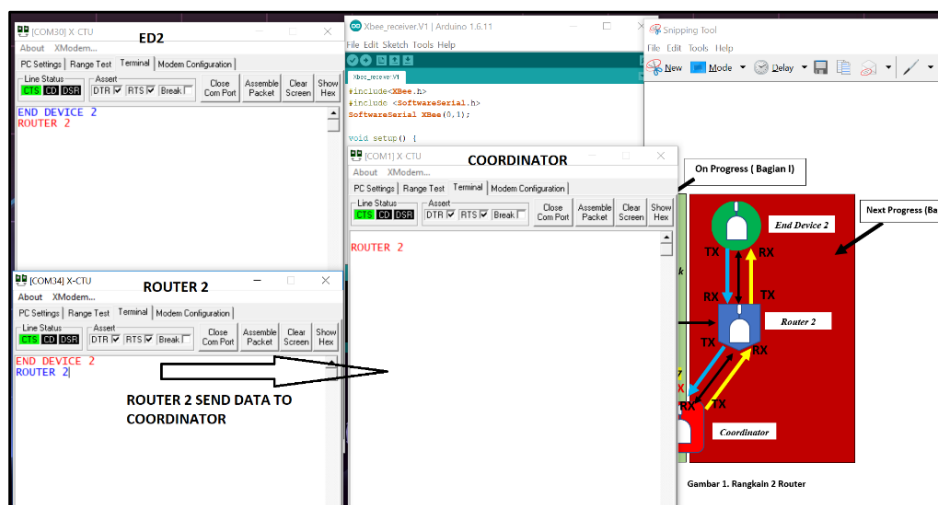 [COM30] X-CTU
ED2
About XModem...
PC Settings Range Test Terminal Modem Configuration
Line Status
CTS CD DSR
Assert
DTR RTS Break
Close Com Port
Assemble Packet
Clear Screen
Show Hex
END DEVICE 2
ROUTER 2
Xbee_receiver.V1 | Arduino 1.6.11
File Edit Sketch Tools Help
Xbee_receiver.V1
#include<XBee.h>
#include <SoftwareSerial.h>
SoftwareSerial XBee(0,1);
void setup() {
Snipping Tool
File Edit Tools Help
New Mode Delay
[COM1] X-CTU
COORDINATOR
About XModem...
PC Settings Range Test Terminal Modem Configuration
Line Status
CTS CD DSR
Assert
DTR RTS Break
Close Com Port
Assemble Packet
Clear Screen
Show Hex
ROUTER 2
[COM34] X-CTU
ROUTER 2
About XModem...
PC Settings Range Test Terminal Modem Configuration
Line Status
CTS CD DSR
Assert
DTR RTS Break
Close Com Port
Assemble Packet
Clear Screen
Show Hex
END DEVICE 2
ROUTER 2
ROUTER 2 SEND DATA TO
COORDINATOR
On Progress ( Bagian I)
Next Progress (Ba
End Device 2
TX RX
RX TX
Router 2
RX
RX TX
Coordinator
Gambar 1. Rangkain 2 Router